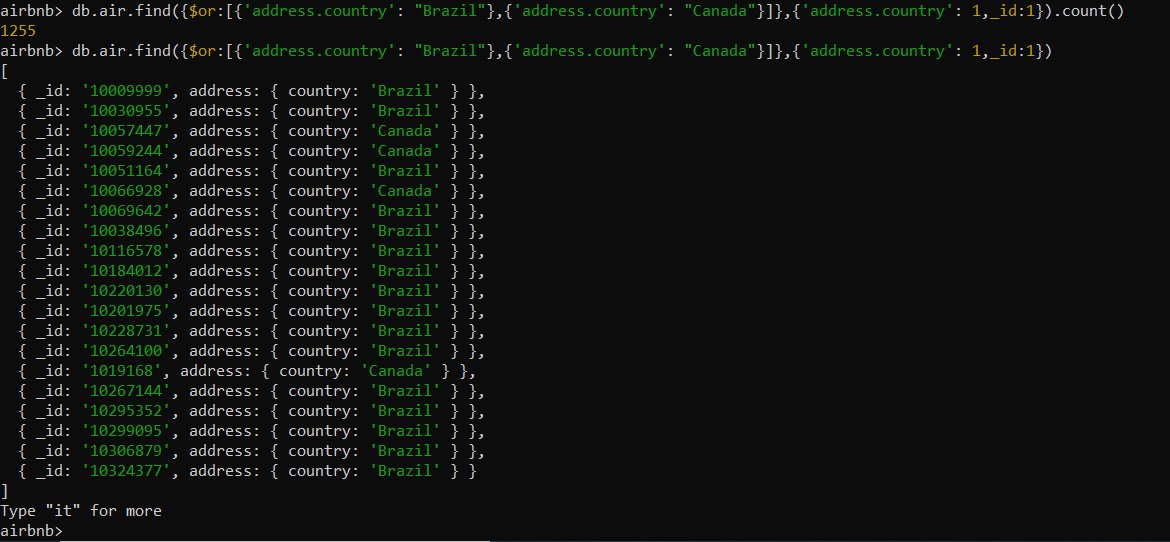 airbnb> db.air.find({$or:[{'address.country': "Brazil"},{'address.country': "Canada"}]},{'address.country': 1,_id:1}).count()
1255
airbnb> db.air.find({$or:[{'address.country': "Brazil"},{'address.country': "Canada"}]},{'address.country': 1,_id:1})
[
  { _id: '10009999', address: { country: 'Brazil' } },
  { _id: '10030955', address: { country: 'Brazil' } },
  { _id: '10057447', address: { country: 'Canada' } },
  { _id: '10059244', address: { country: 'Canada' } },
  { _id: '10051164', address: { country: 'Brazil' } },
  { _id: '10066928', address: { country: 'Canada' } },
  { _id: '10069642', address: { country: 'Brazil' } },
  { _id: '10038496', address: { country: 'Brazil' } },
  { _id: '10116578', address: { country: 'Brazil' } },
  { _id: '10184012', address: { country: 'Brazil' } },
  { _id: '10220130', address: { country: 'Brazil' } },
  { _id: '10201975', address: { country: 'Brazil' } },
  { _id: '10228731', address: { country: 'Brazil' } },
  { _id: '10264100', address: { country: 'Brazil' } },
  { _id: '1019168', address: { country: 'Canada' } },
  { _id: '10267144', address: { country: 'Brazil' } },
  { _id: '10295352', address: { country: 'Brazil' } },
  { _id: '10299095', address: { country: 'Brazil' } },
  { _id: '10306879', address: { country: 'Brazil' } },
  { _id: '10324377', address: { country: 'Brazil' } }
]
Type "it" for more
airbnb>